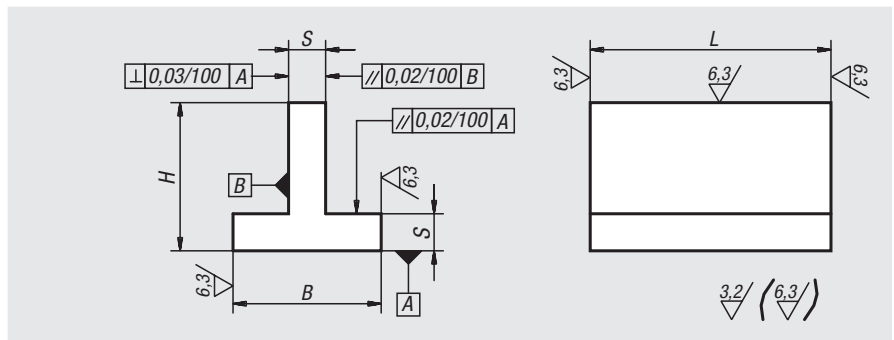 S
L
⊥ 0,03/100 A
// 0,02/100 B
6,3
6,3
6,3
// 0,02/100 A
H
B
6,3
S
6,3
B
A
3,2 ( 6,3 )